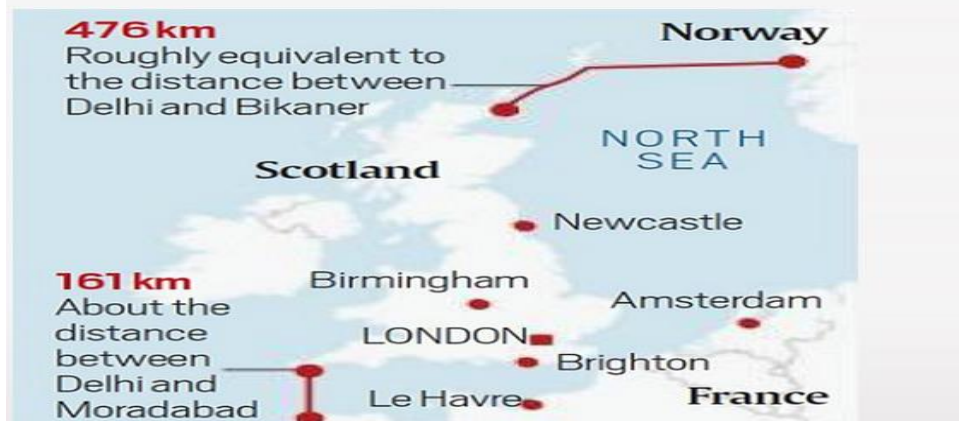 476 km
Roughly equivalent to
the distance between
Delhi and Bikaner
Norway
NORTH
SEA
Scotland
Newcastle
161 km
About the
distance
between
Delhi and
Moradabad
Birmingham
Amsterdam
LONDON
Brighton
Le Havre
France